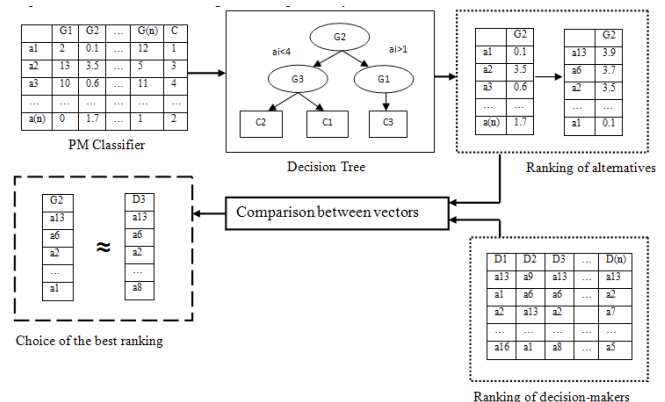 G1 G2 … G(n) C
a1 2 0.1 … 12 1
a2 13 3.5 … 5 3
a3 10 0.6 … 11 4
… … … … … …
a(n) 0 1.7 … 1 2
PM Classifier
G2
ai<4
ai>1
G3
G1
C2
C1
C3
Decision Tree
G2
a1 0.1
a2 3.5
a3 0.6
… …
a(n) 1.7
G2
a13 3.9
a6 3.7
a2 3.5
… …
a1 0.1
Ranking of alternatives
G2
a13
a6
a2
…
a1
≈
D3
a13
a6
a2
…
a8
Choice of the best ranking
Comparison between vectors
D1 D2 D3 … D(n)
a13 a9 a13 … a13
a1 a6 a6 … a2
a2 a13 a2 … a7
… … … … …
a16 a1 a8 … a5
Ranking of decision-makers